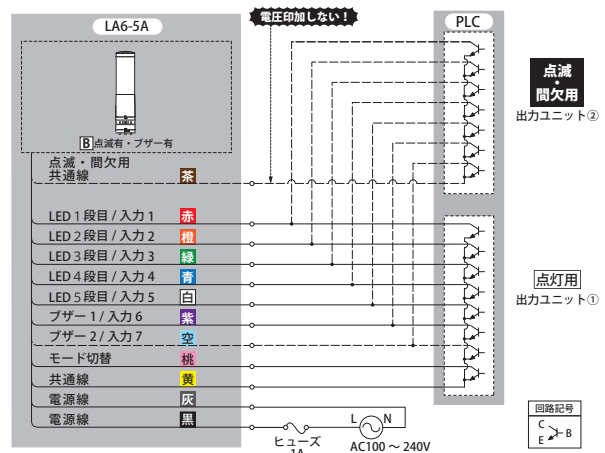 LA6-5A
電圧印加しない！
PLC
B 点滅有・ブザー有
点滅・間欠用
共通線
茶
LED 1 段目 / 入力 1
赤
LED 2 段目 / 入力 2
橙
LED 3 段目 / 入力 3
緑
LED 4 段目 / 入力 4
青
LED 5 段目 / 入力 5
白
ブザー 1 / 入力 6
紫
ブザー 2 / 入力 7
空
モード切替
桃
共通線
黄
電源線
灰
電源線
黒
L
N
ヒューズ
1A
AC100 ～ 240V
点滅
・
間欠用
出力ユニット②
点灯用
出力ユニット①
回路記号
C
B
E